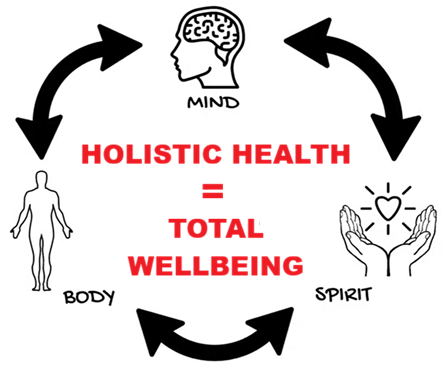 MIND
HOLISTIC HEALTH
=
TOTAL
WELLBEING
BODY
SPIRIT